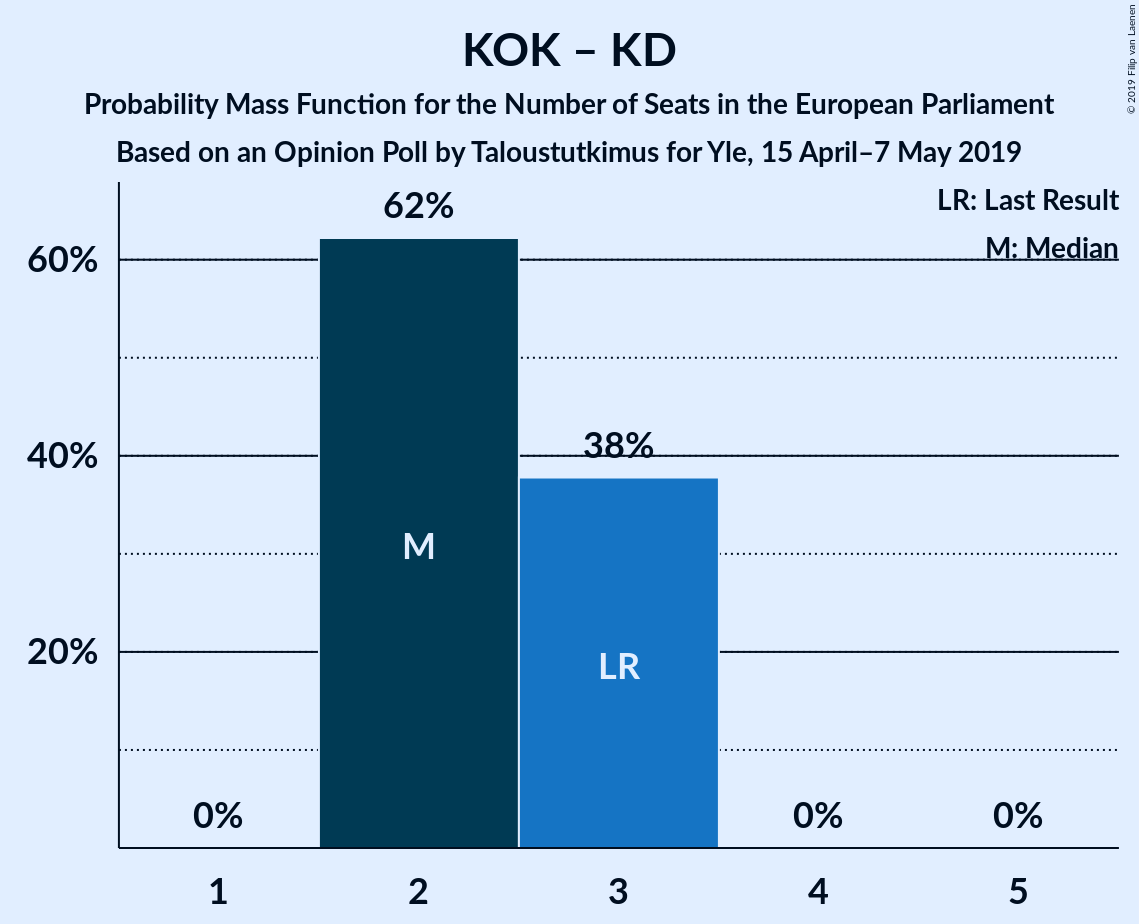 KOK – KD
Probability Mass Function for the Number of Seats in the European Parliament
Based on an Opinion Poll by Taloustutkimus for Yle, 15 April–7 May 2019
© 2019 Filip van Laenen
LR: Last Result
M: Median
62%
60%
38%
40%
M
LR
20%
0%
0%
0%
1
2
3
4
5